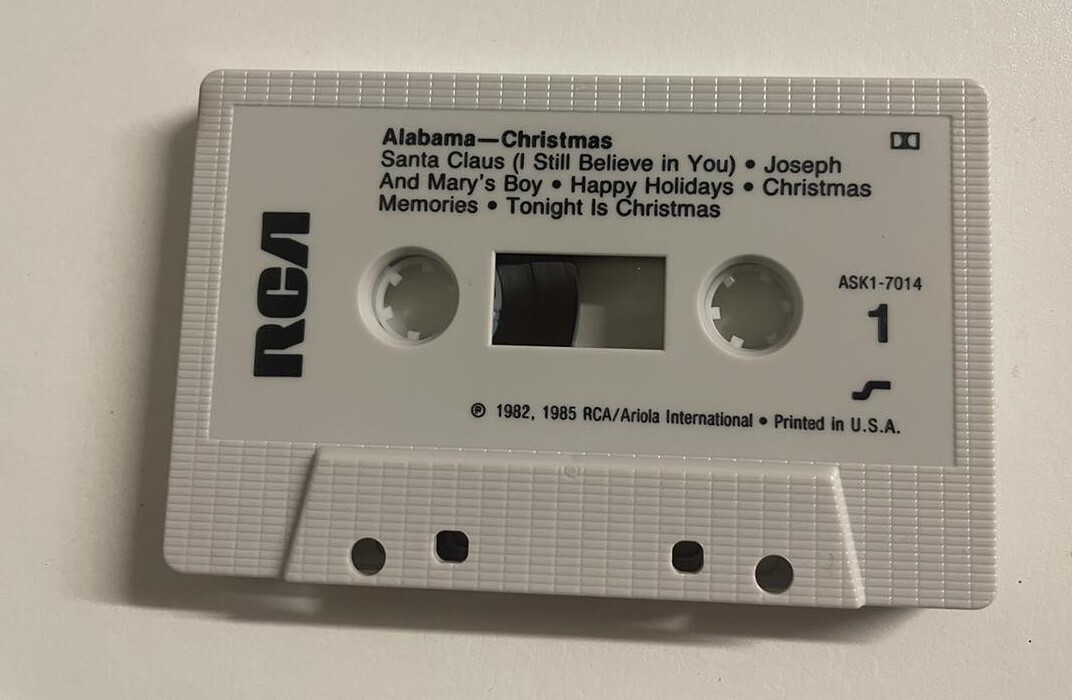 Alabama—Christmas
Santa Claus (I Still Believe in You) • Joseph
And Mary's Boy • Happy Holidays • Christmas
Memories • Tonight Is Christmas
RCA
ASK1-7014
1
℗ 1982, 1985 RCA/Ariola International • Printed in U.S.A.